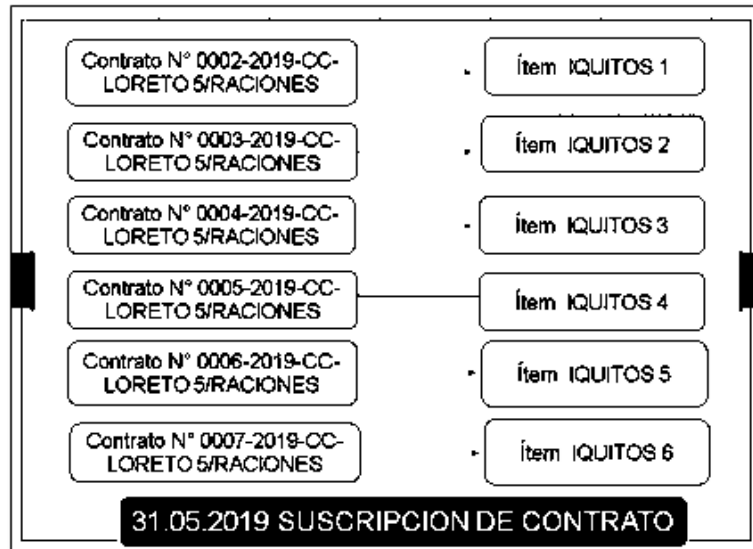 Contrato N° 0002-2019-CC-
LORETO 5/RACIONES
Ítem IQUITOS 1
Contrato N° 0003-2019-CC-
LORETO 5/RACIONES
Ítem IQUITOS 2
Contrato N° 0004-2019-CC-
LORETO 5/RACIONES
Ítem IQUITOS 3
Contrato N° 0005-2019-CC-
LORETO 5/RACIONES
Ítem IQUITOS 4
Contrato N° 0006-2019-CC-
LORETO 5/RACIONES
Ítem IQUITOS 5
Contrato N° 0007-2019-CC-
LORETO 5/RACIONES
Ítem IQUITOS 6
31.05.2019 SUSCRIPCION DE CONTRATO